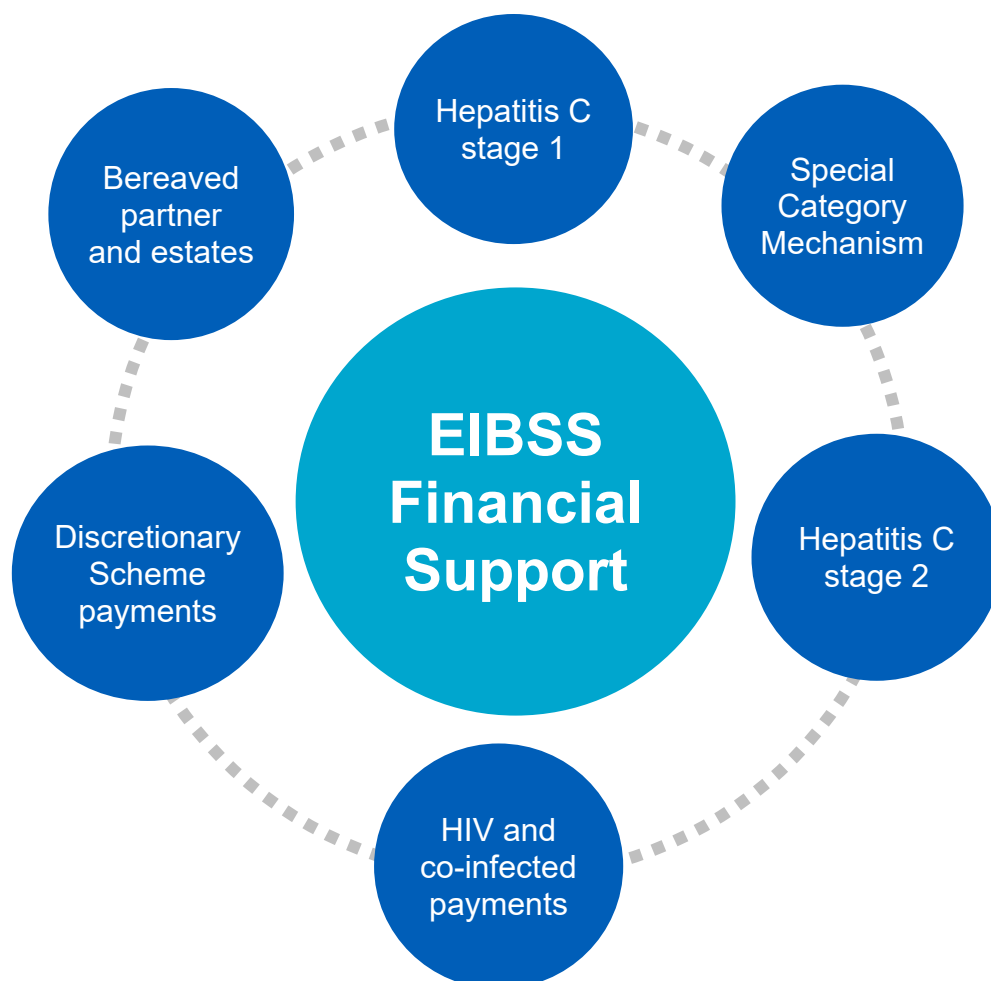 Hepatitis C
stage 1
Special
Category
Mechanism
Hepatitis C
stage 2
HIV and
co-infected
payments
Discretionary
Scheme
payments
Bereaved
partner
and estates
EIBSS
Financial
Support